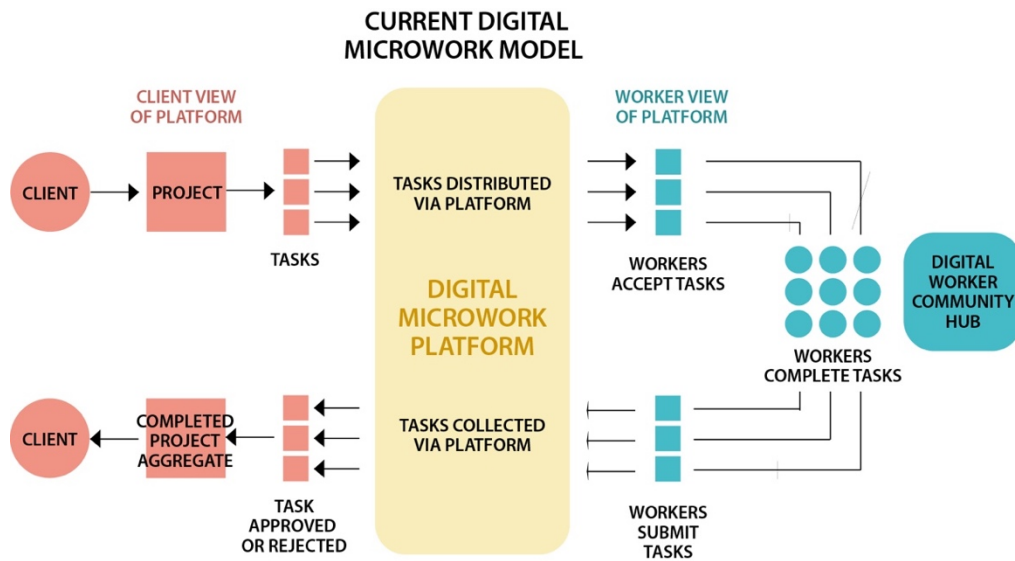 CURRENT DIGITAL
MICROWORK MODEL
CLIENT VIEW
OF PLATFORM
WORKER VIEW
OF PLATFORM
CLIENT
PROJECT
TASKS
TASKS DISTRIBUTED
VIA PLATFORM
WORKERS
ACCEPT TASKS
DIGITAL
WORKER
COMMUNITY
HUB
DIGITAL
MICROWORK
PLATFORM
WORKERS
COMPLETE TASKS
CLIENT
COMPLETED
PROJECT
AGGREGATE
TASK
APPROVED
OR REJECTED
TASKS COLLECTED
VIA PLATFORM
WORKERS
SUBMIT
TASKS